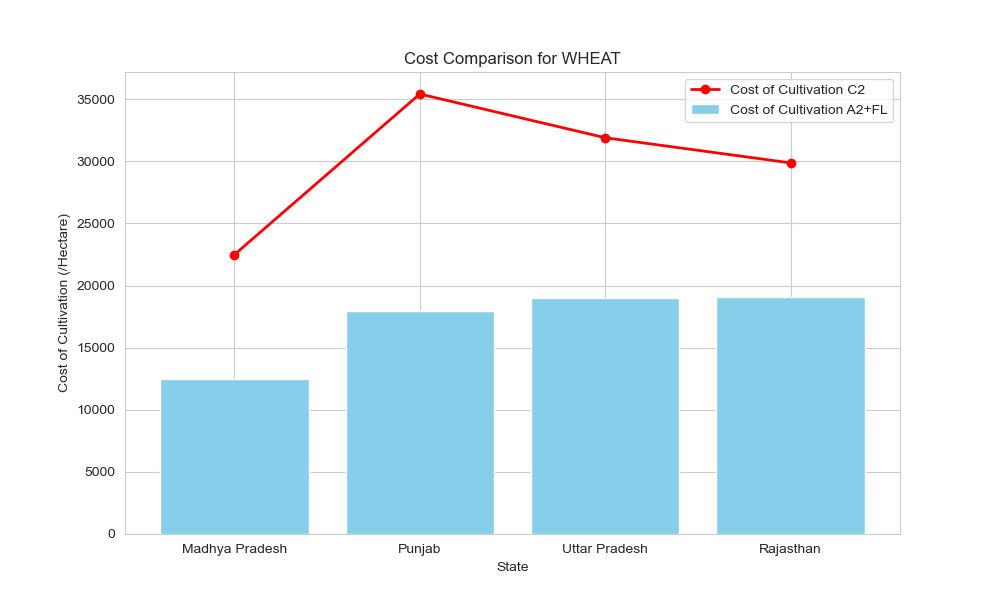 Cost Comparison for WHEAT
Cost of Cultivation C2
Cost of Cultivation A2+FL
Cost of Cultivation (/Hectare)
35000
30000
25000
20000
15000
10000
5000
0
Madhya Pradesh Punjab Uttar Pradesh Rajasthan
State